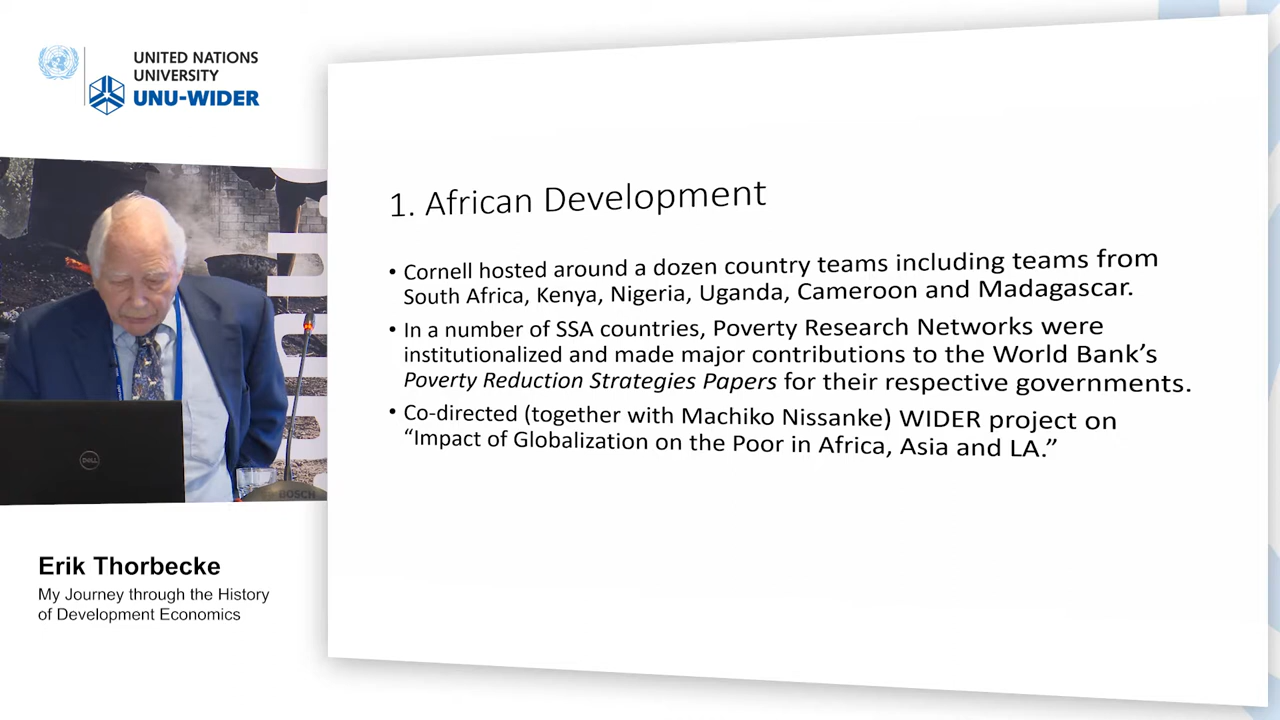 UNITED NATIONS
UNIVERSITY
UNU-WIDER
DELL
BOSCH
Erik Thorbecke
My Journey through the History
of Development Economics
1. African Development
• Cornell hosted around a dozen country teams including teams from
South Africa, Kenya, Nigeria, Uganda, Cameroon and Madagascar.
• In a number of SSA countries, Poverty Research Networks were
institutionalized and made major contributions to the World Bank’s
Poverty Reduction Strategies Papers for their respective governments.
• Co-directed (together with Machiko Nissanke) WIDER project on
“Impact of Globalization on the Poor in Africa, Asia and LA.”